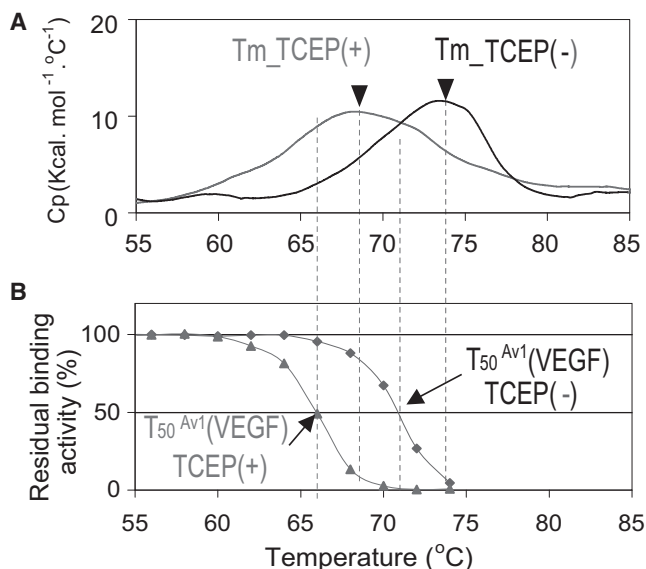 A
20
10
0
Cp(Kcal. mol⁻¹.°C⁻¹)
Tm_TCEP(+)
Tm_TCEP(-)
55 60 65 70 75 80 85
B
Residual binding
activity (%)
100
50
0
T50 Av1(VEGF)
TCEP(-)
T50 Av1(VEGF)
TCEP(+)
55 60 65 70 75 80 85
Temperature (°C)